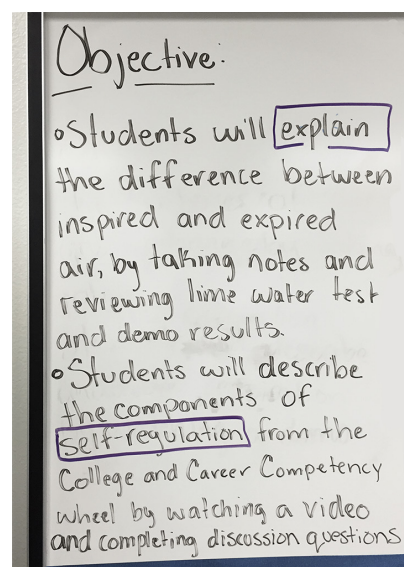 Objective:
• Students will explain
the difference between
inspired and expired
air, by taking notes and
reviewing lime water test
and demo results.
• Students will describe
the components of
self-regulation from the
College and Career Competency
wheel by watching a video
and completing discussion questions